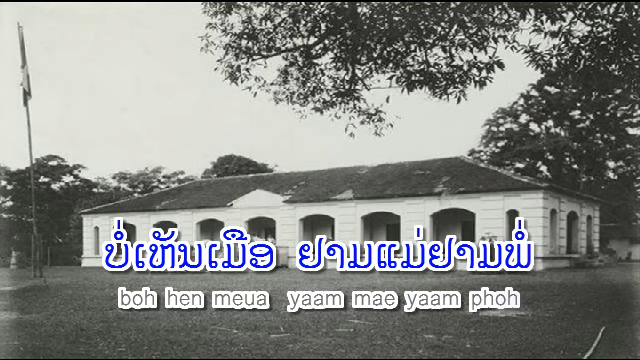 ບໍ່ເຫັນເມືອ ຢາມແມ່ຢາມພໍ່
boh hen meua  yaam mae yaam phoh